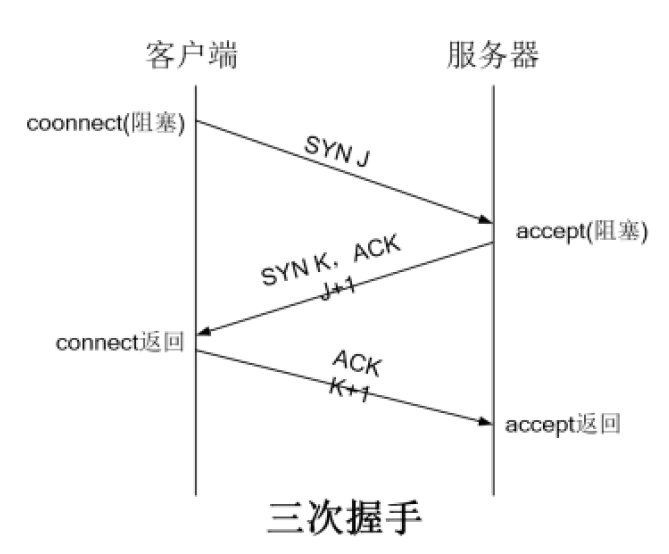 客户端
服务器
coonnect(阻塞)
SYN J
accept(阻塞)
SYN K，ACK
J+1
connect返回
ACK
K+1
accept返回
三次握手